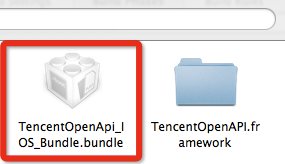 TencentOpenApi_I
OS_Bundle.bundle
TencentOpenAPI.fr
amework